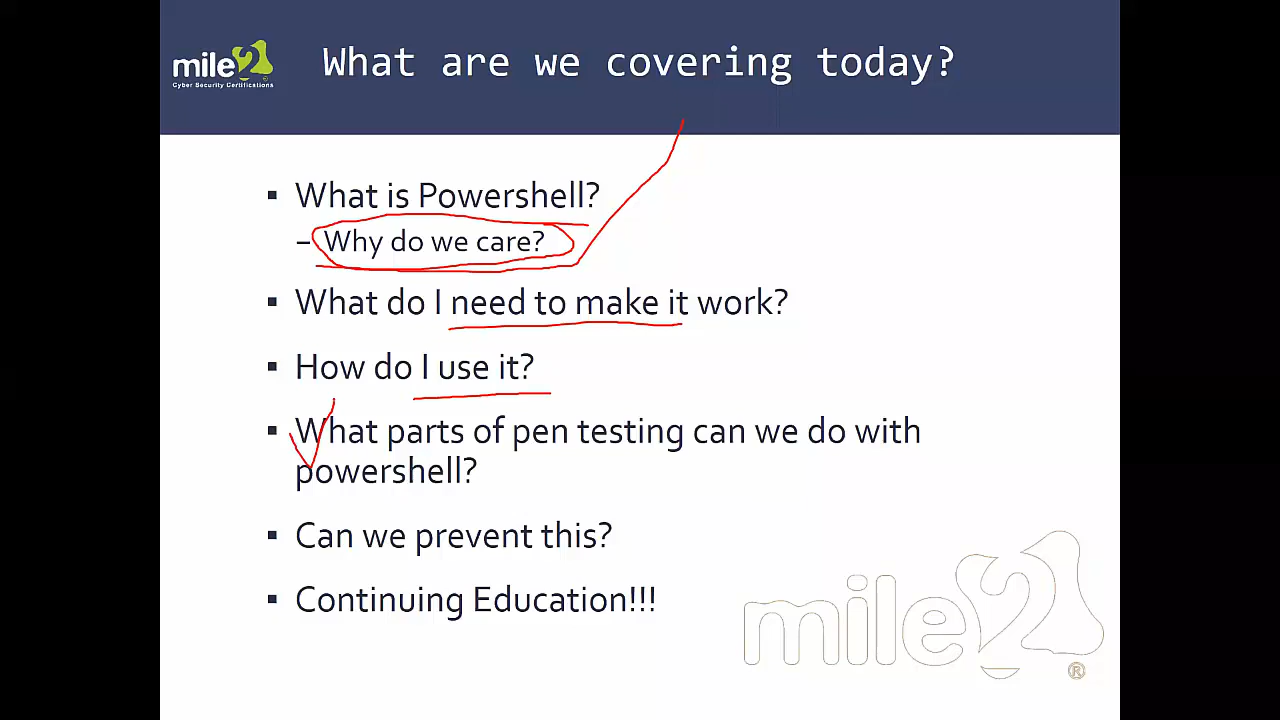 mile2
Cyber Security Certifications
What are we covering today?
▪ What is Powershell?
– Why do we care?
▪ What do I need to make it work?
▪ How do I use it?
▪ What parts of pen testing can we do with
powershell?
▪ Can we prevent this?
▪ Continuing Education!!!
mile2®